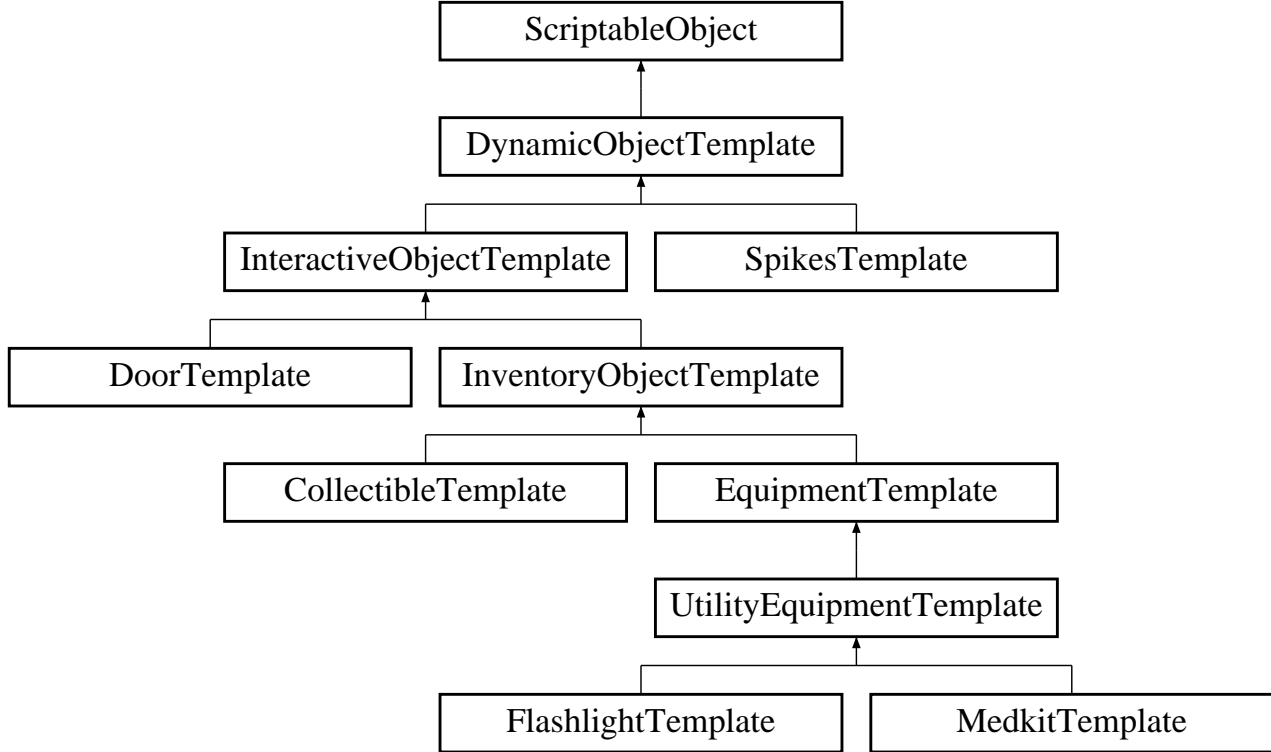 ScriptableObject
DynamicObjectTemplate
InteractiveObjectTemplate
SpikesTemplate
DoorTemplate
InventoryObjectTemplate
CollectibleTemplate
EquipmentTemplate
UtilityEquipmentTemplate
FlashlightTemplate
MedkitTemplate